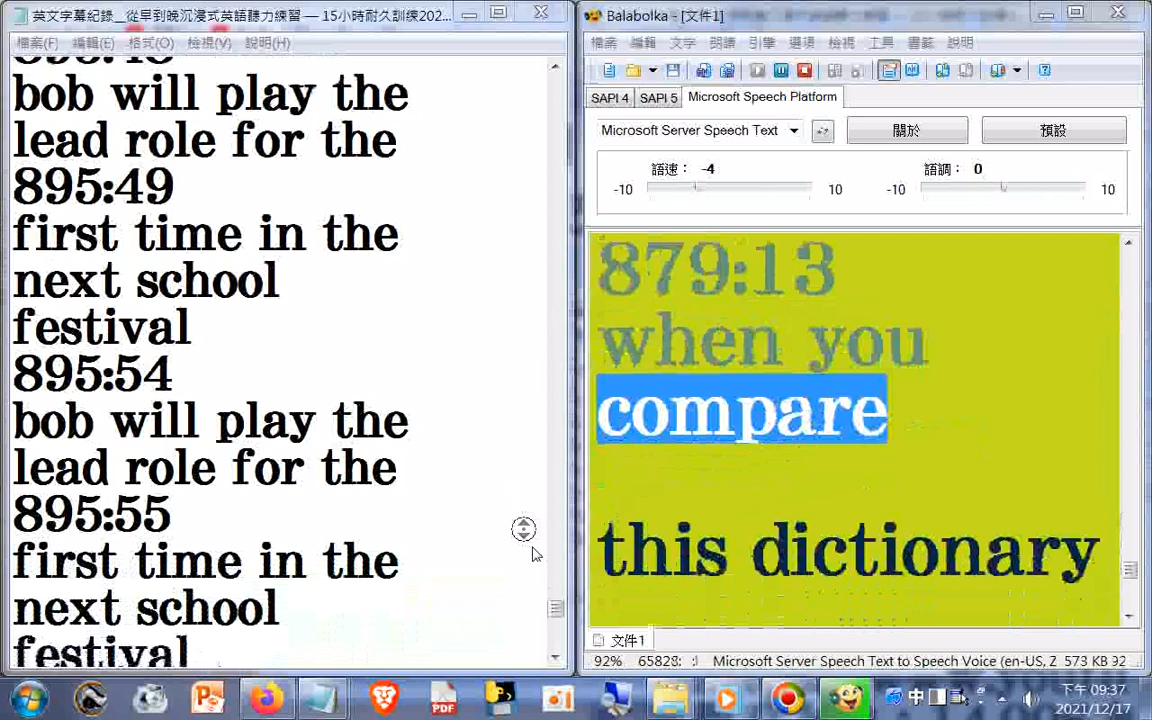 英文字幕紀錄__從早到晚沉浸式英語聽力練習 — 15小時耐久訓練202...
檔案(F) 編輯(E) 格式(O) 檢視(V) 說明(H)
bob will play the
lead role for the
895:49
first time in the
next school
festival
895:54
bob will play the
lead role for the
895:55
first time in the
next school
festival
Balabolka - [文件1]
檔案 編輯 文字 朗讀 引擎 選項 檢視 工具 書籤 說明
SAPI 4 SAPI 5 Microsoft Speech Platform
Microsoft Server Speech Text 關於 預設
語速： -4 語調： 0
-10 10 -10 10
879:13
when you
compare
this dictionary
文件1
92% 65828: Microsoft Server Speech Text to Speech Voice (en-US, Z 573 KB 92
PDF 中 下午 09:37
2021/12/17